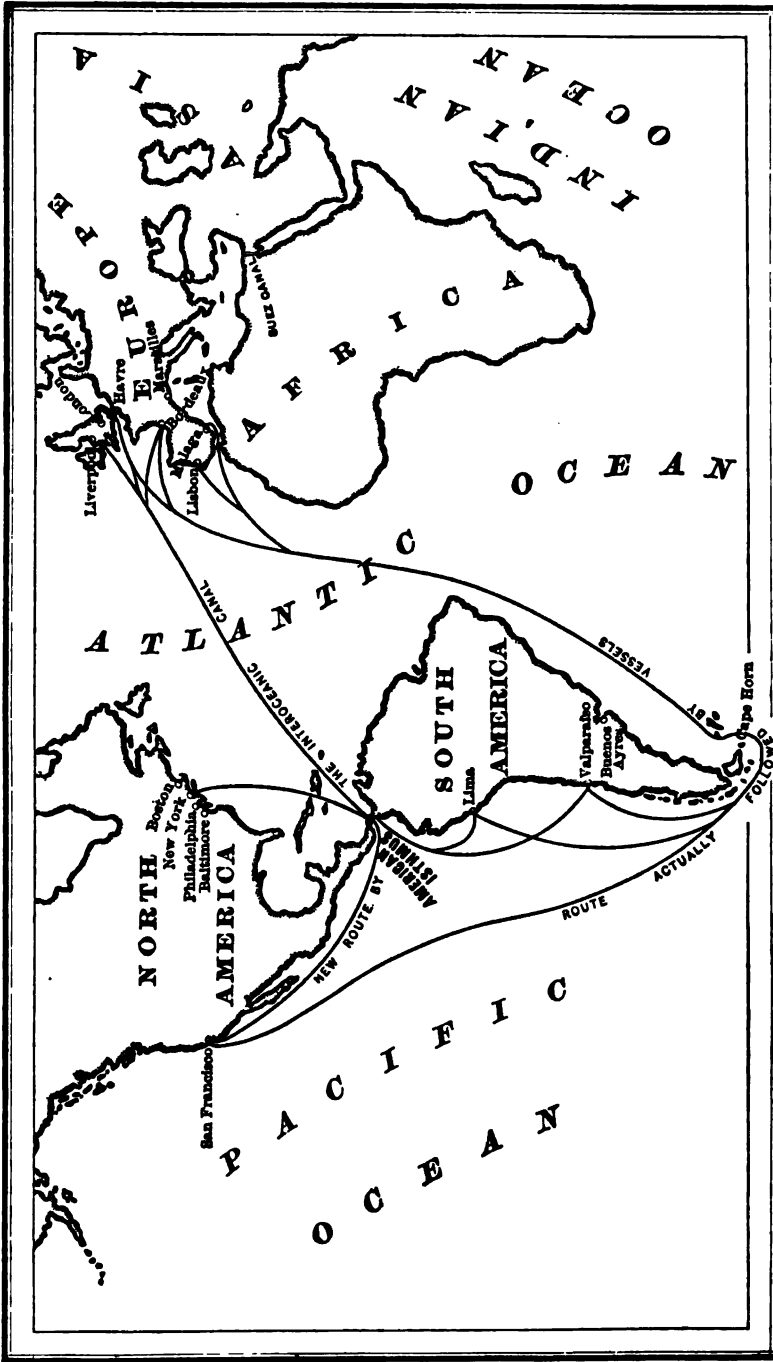 ASIA
EUROPE
INDIAN
OCEAN
London
Havre
Marseilles
Bordeau
Liverpool
Malaga
Lisbon
SUEZ CANAL
AFRICA
ATLANTIC
OCEAN
NORTH
AMERICA
Boston
New York
Philadelphia
Baltimore
San Francisco
NEW ROUTE BY THE INTEROCEANIC CANAL
AMERICAN
ISTHMUS
SOUTH
AMERICA
Lima
Valparaiso
Buenos
Ayres
Cape Horn
ROUTE ACTUALLY FOLLOWED BY VESSELS
PACIFIC
OCEAN